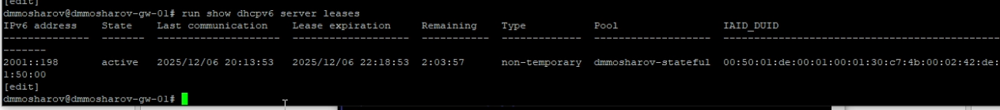 [edit]
dmmosharov@dmmosharov-gw-01# run show dhcpv6 server leases
IPv6 address    State    Last communication    Lease expiration    Remaining    Type    Pool    IAID_DUID
--------------  -------  --------------------  -------------------  -----------  -------------  -------------------  ------------------------------------------------
-------
2001::198    active    2025/12/06 20:13:53    2025/12/06 22:18:53    2:03:57    non-temporary    dmmosharov-stateful    00:50:01:de:00:01:00:01:30:c7:4b:00:02:42:de:
1:50:00
[edit]
dmmosharov@dmmosharov-gw-01#